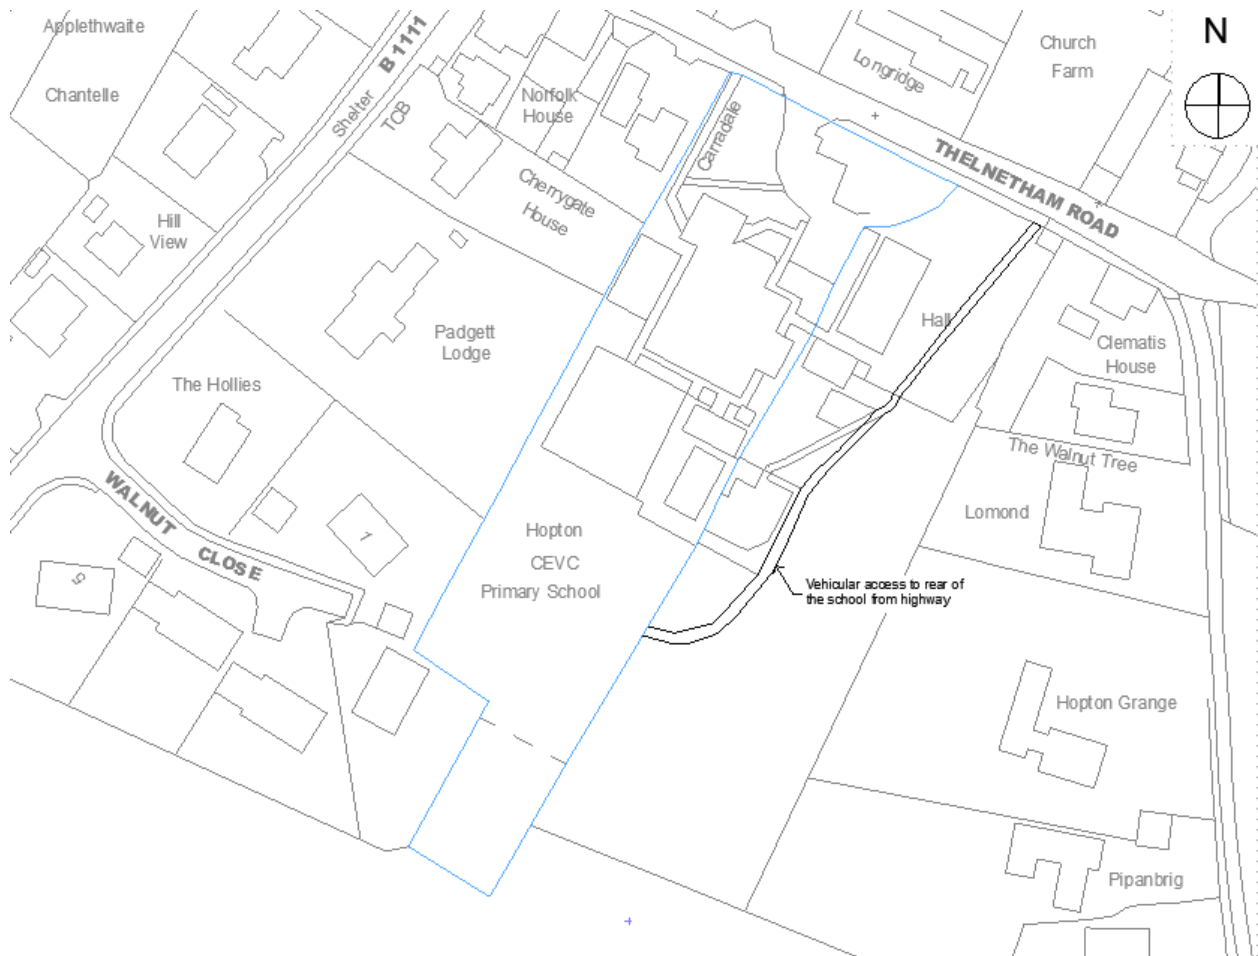 Applethwaite
Chantelle
B 1111
Shelter
TCB
Norfolk
House
Longridge
Church
Farm
N
Carradale
THELNETHAM ROAD
Cherrygate
House
Hill
View
Padgett
Lodge
Hall
Clematis
House
The Hollies
The Walnut Tree
WALNUT CLOSE
1
9
Hopton
CEVC
Primary School
Lomond
Vehicular access to rear of
the school from highway
Hopton Grange
Pipanbrig